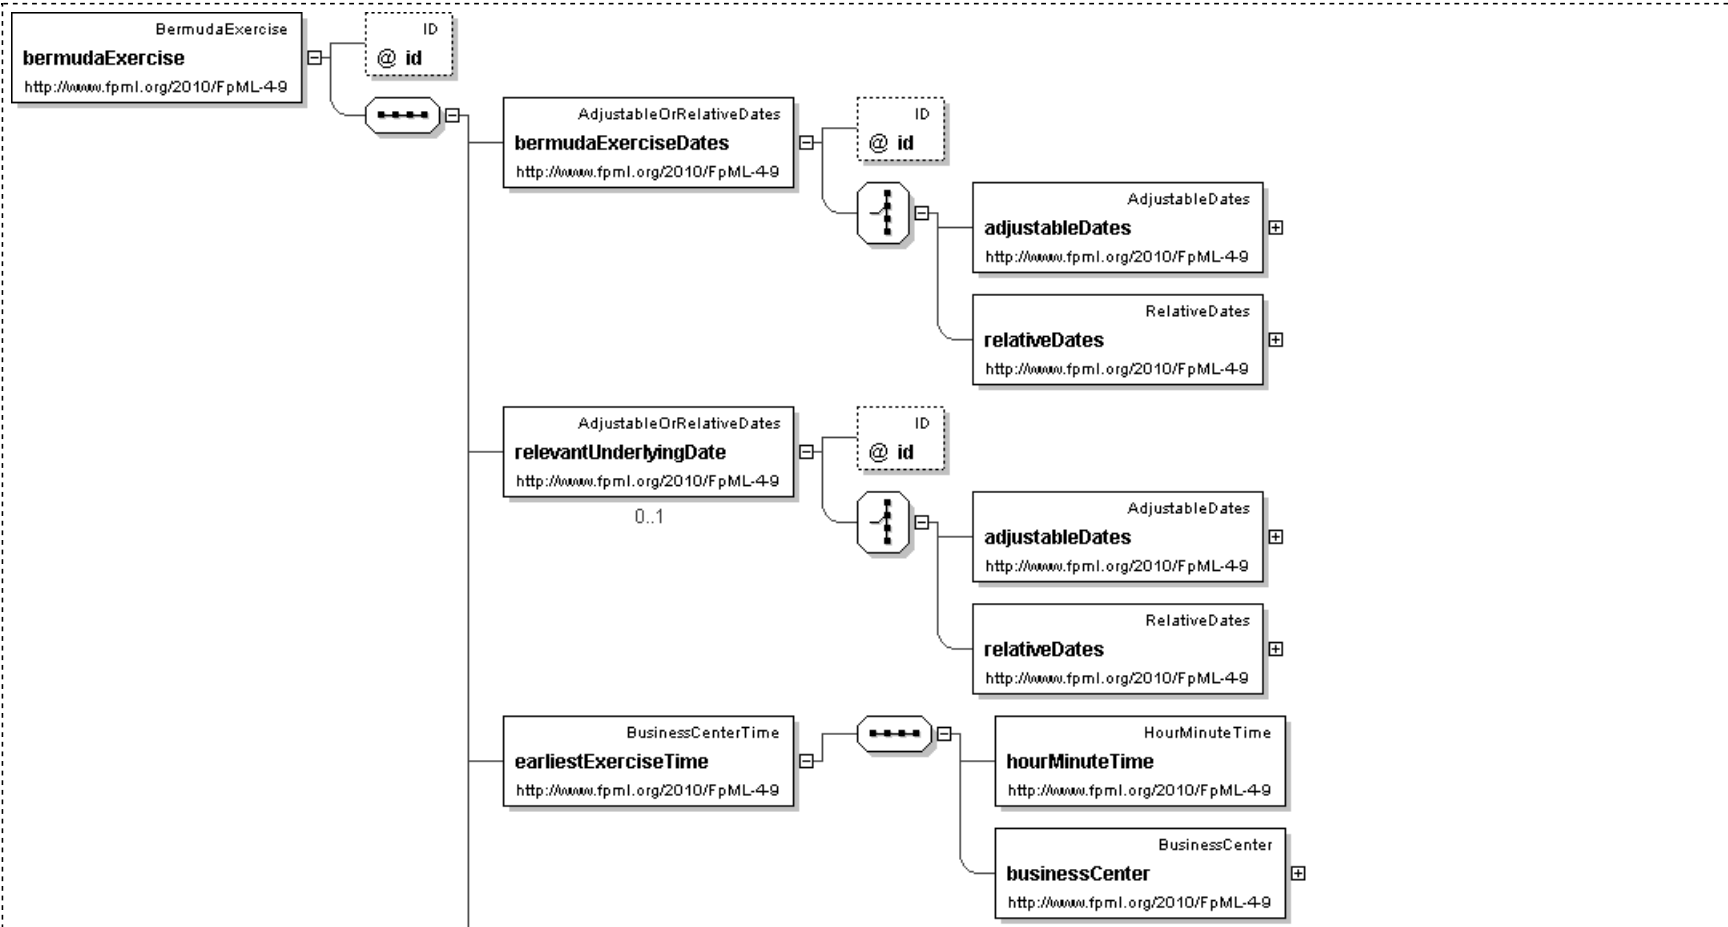 BermudaExercise
bermudaExercise
http://www.fpml.org/2010/FpML-4-9
ID
@ id
AdjustableOrRelativeDates
bermudaExerciseDates
http://www.fpml.org/2010/FpML-4-9
ID
@ id
AdjustableDates
adjustableDates
http://www.fpml.org/2010/FpML-4-9
RelativeDates
relativeDates
http://www.fpml.org/2010/FpML-4-9
AdjustableOrRelativeDates
relevantUnderlyingDate
http://www.fpml.org/2010/FpML-4-9
0..1
ID
@ id
AdjustableDates
adjustableDates
http://www.fpml.org/2010/FpML-4-9
RelativeDates
relativeDates
http://www.fpml.org/2010/FpML-4-9
BusinessCenterTime
earliestExerciseTime
http://www.fpml.org/2010/FpML-4-9
HourMinuteTime
hourMinuteTime
http://www.fpml.org/2010/FpML-4-9
BusinessCenter
businessCenter
http://www.fpml.org/2010/FpML-4-9